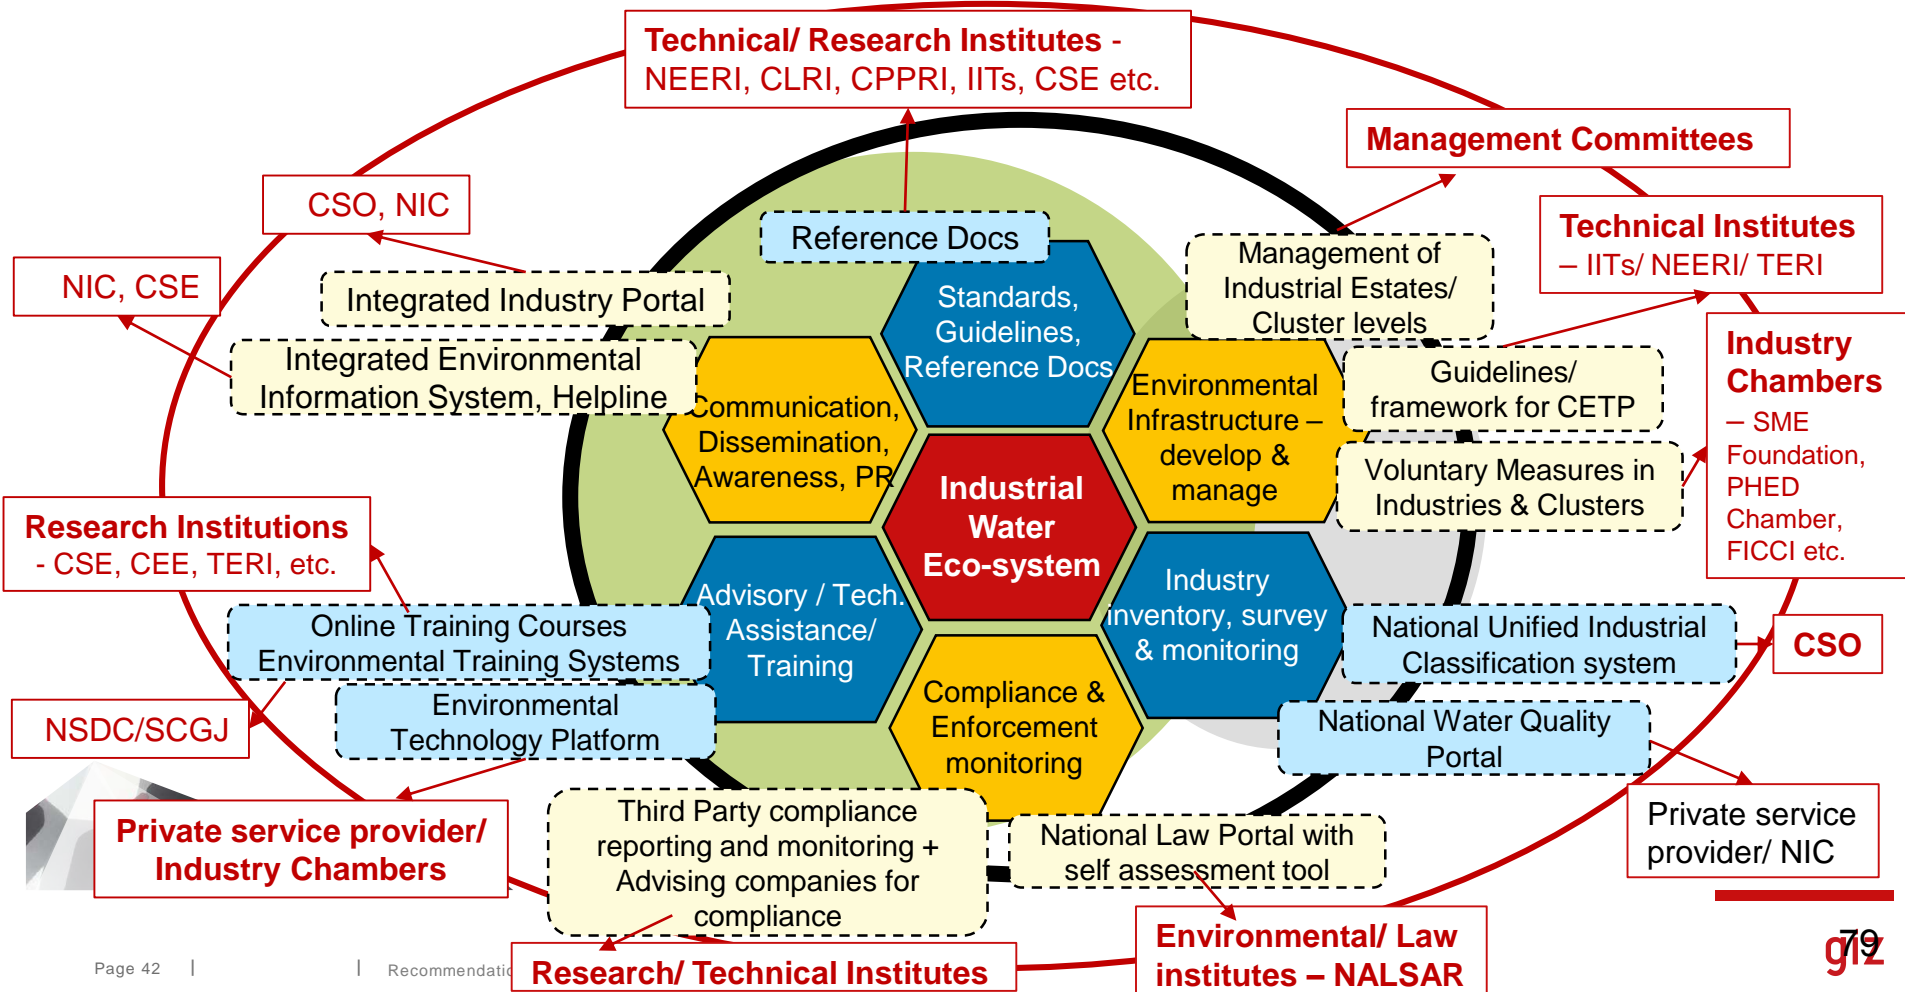 Technical/ Research Institutes -
NEERI, CLRI, CPPRI, IITs, CSE etc.
Management Committees
CSO, NIC
Technical Institutes
– IITs/ NEERI/ TERI
Reference Docs
Management of
Industrial Estates/
Cluster levels
NIC, CSE
Integrated Industry Portal
Standards,
Guidelines,
Reference Docs
Industry
Chambers
– SME
Foundation,
PHED
Chamber,
FICCI etc.
Integrated Environmental
Information System, Helpline
Guidelines/
framework for CETP
Communication,
Dissemination,
Awareness, PR
Environmental
Infrastructure –
develop &
manage
Voluntary Measures in
Industries & Clusters
Industrial
Water
Eco-system
Research Institutions
- CSE, CEE, TERI, etc.
Advisory / Tech.
Assistance/
Training
Industry
inventory, survey
& monitoring
Online Training Courses
Environmental Training Systems
National Unified Industrial
Classification system
CSO
NSDC/SCGJ
Environmental
Technology Platform
Compliance &
Enforcement
monitoring
National Water Quality
Portal
Private service provider/
Industry Chambers
Third Party compliance
reporting and monitoring +
Advising companies for
compliance
National Law Portal with
self assessment tool
Private service
provider/ NIC
Research/ Technical Institutes
Environmental/ Law
institutes – NALSAR
Page 42 | |
79
giz